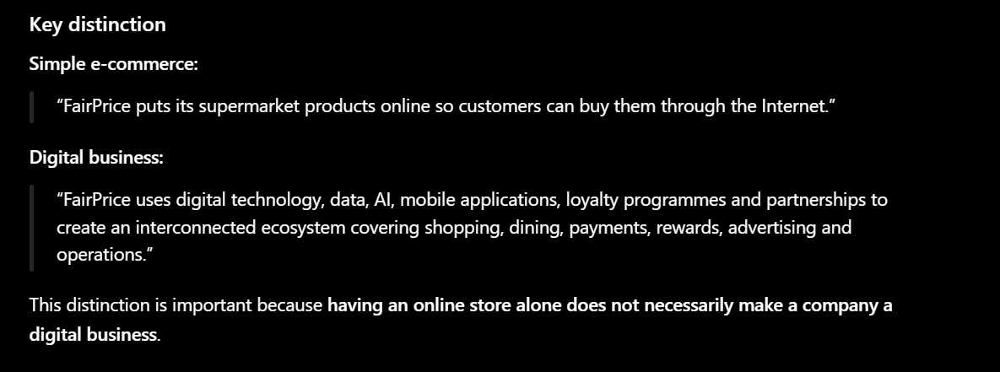 Key distinction
Simple e-commerce:
“FairPrice puts its supermarket products online so customers can buy them through the Internet.”
Digital business:
“FairPrice uses digital technology, data, AI, mobile applications, loyalty programmes and partnerships to
create an interconnected ecosystem covering shopping, dining, payments, rewards, advertising and
operations.”
This distinction is important because having an online store alone does not necessarily make a company a
digital business.